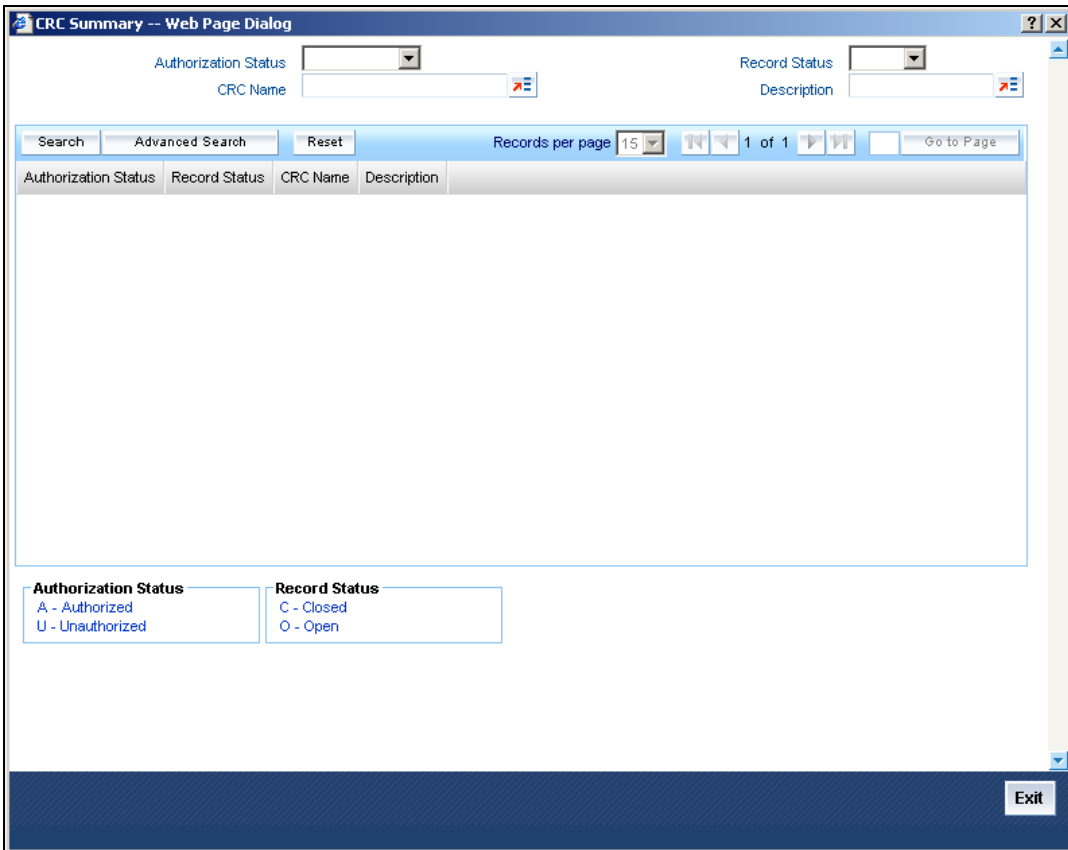 CRC Summary -- Web Page Dialog ? X
Authorization Status Record Status
CRC Name Description
Search Advanced Search Reset Records per page 15 1 of 1 Go to Page
Authorization Status Record Status CRC Name Description
Authorization Status Record Status
A - Authorized C - Closed
U - Unauthorized O - Open
Exit